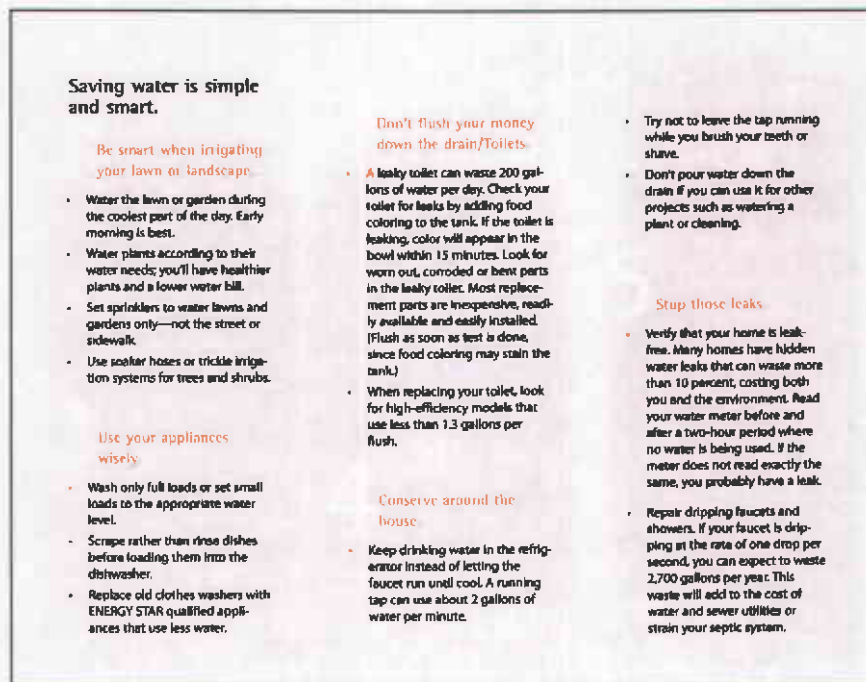 Saving water is simple
and smart.
Be smart when irrigating
your lawn or landscape
• Water the lawn or garden during
the coolest part of the day. Early
morning is best.
• Water plants according to their
water needs; you'll have healthier
plants and a lower water bill.
• Set sprinklers to water lawns and
gardens only—not the street or
sidewalk.
• Use soaker hoses or trickle irriga-
tion systems for trees and shrubs.
Use your appliances
wisely
• Wash only full loads or set small
loads to the appropriate water
level.
• Scrape rather than rinse dishes
before loading them into the
dishwasher.
• Replace old clothes washers with
ENERGY STAR qualified appli-
ances that use less water.
Don't flush your money
down the drain/Toilets
• A leaky toilet can waste 200 gal-
lons of water per day. Check your
toilet for leaks by adding food
coloring to the tank. If the toilet is
leaking, color will appear in the
bowl within 15 minutes. Look for
worn out, corroded or bent parts
in the leaky toilet. Most replace-
ment parts are inexpensive, readi-
ly available and easily installed.
(Flush as soon as test is done,
since food coloring may stain the
tank.)
• When replacing your toilet, look
for high-efficiency models that
use less than 1.3 gallons per
flush.
Conserve around the
house
• Keep drinking water in the refrig-
erator instead of letting the
faucet run until cool. A running
tap can use about 2 gallons of
water per minute.
• Try not to leave the tap running
while you brush your teeth or
shave.
• Don't pour water down the
drain if you can use it for other
projects such as watering a
plant or cleaning.
Stop those leaks
• Verify that your home is leak-
free. Many homes have hidden
water leaks that can waste more
than 10 percent, costing both
you and the environment. Read
your water meter before and
after a two-hour period where
no water is being used. If the
meter does not read exactly the
same, you probably have a leak.
• Repair dripping faucets and
showers. If your faucet is drip-
ping at the rate of one drop per
second, you can expect to waste
2,700 gallons per year. This
waste will add to the cost of
water and sewer utilities or
strain your septic system.